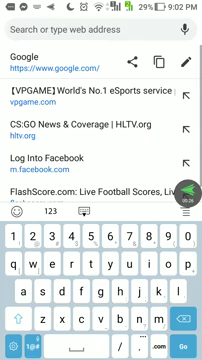 29% 9:02 PM
Search or type web address
Google
https://www.google.com/
【VPGAME】World's No.1 eSports service
vpgame.com
CS:GO News & Coverage | HLTV.org
hltv.org
Log Into Facebook
m.facebook.com
FlashScore.com: Live Football Scores, Liv
00:26
123
1 2 3 4 5 6 7 8 9 0
q w e r t y u i o p
a s d f g h j k l
z x c v b n m
1@# / . .com Go